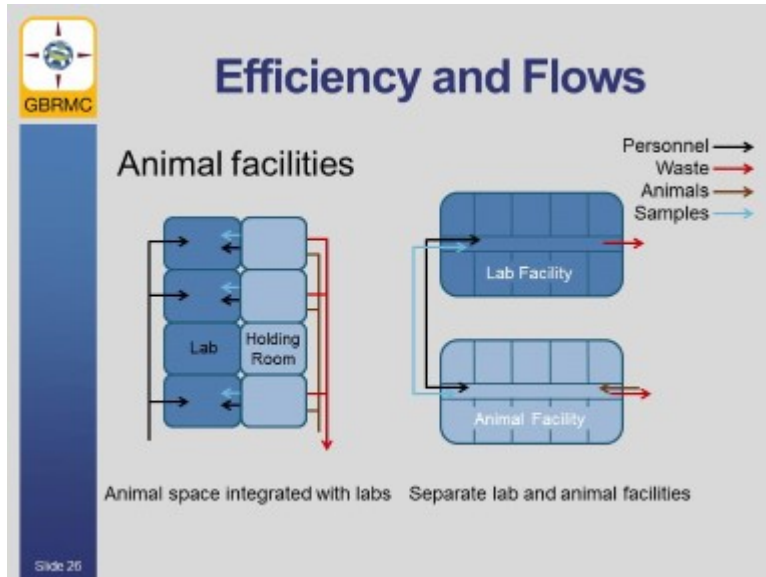 GBRMC
Efficiency and Flows
Animal facilities
Personnel
Waste
Animals
Samples
Lab
Holding
Room
Lab Facility
Animal Facility
Animal space integrated with labs
Separate lab and animal facilities
Slide 26